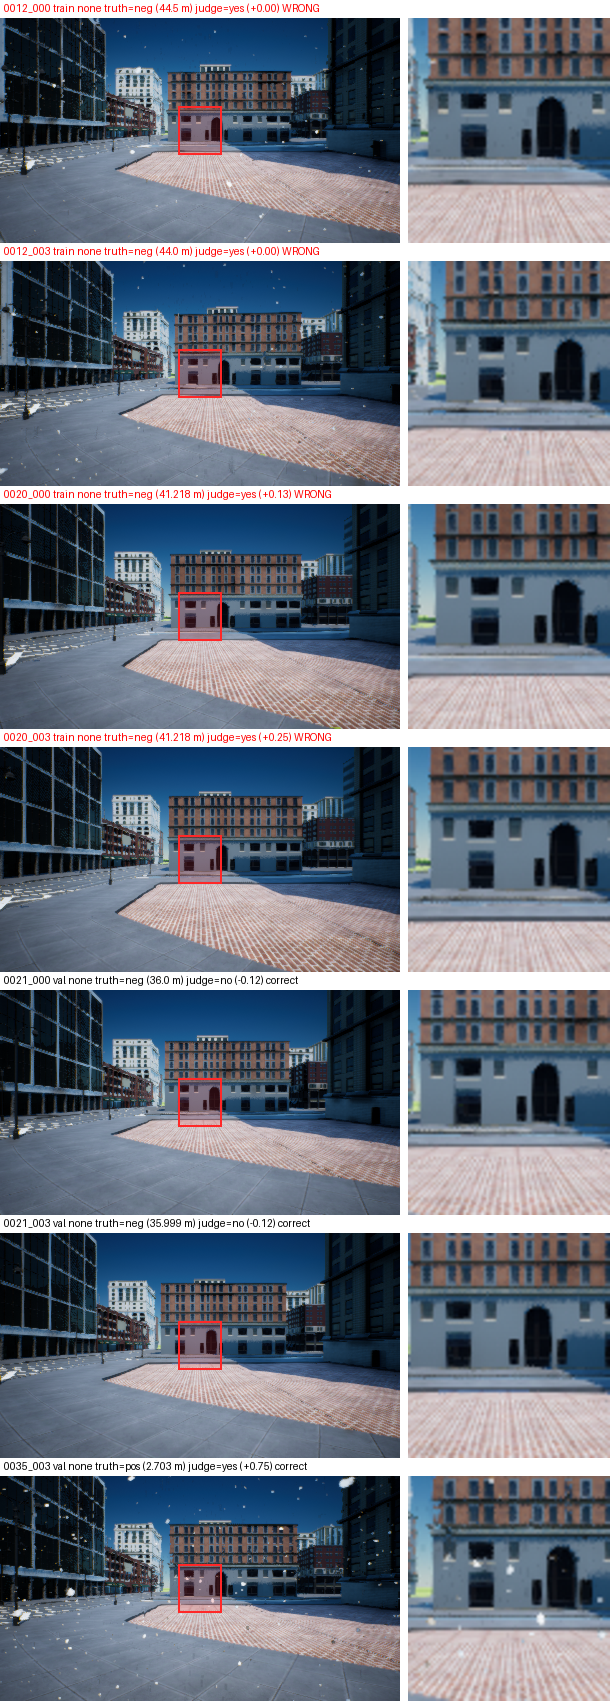 0012_000 train none truth=neg (44.5 m) judge=yes (+0.00) WRONG
0012_003 train none truth=neg (44.0 m) judge=yes (+0.00) WRONG
0020_000 train none truth=neg (41.218 m) judge=yes (+0.13) WRONG
0020_003 train none truth=neg (41.218 m) judge=yes (+0.25) WRONG
0021_000 val none truth=neg (36.0 m) judge=no (-0.12) correct
0021_003 val none truth=neg (35.999 m) judge=no (-0.12) correct
0035_003 val none truth=pos (2.703 m) judge=yes (+0.75) correct